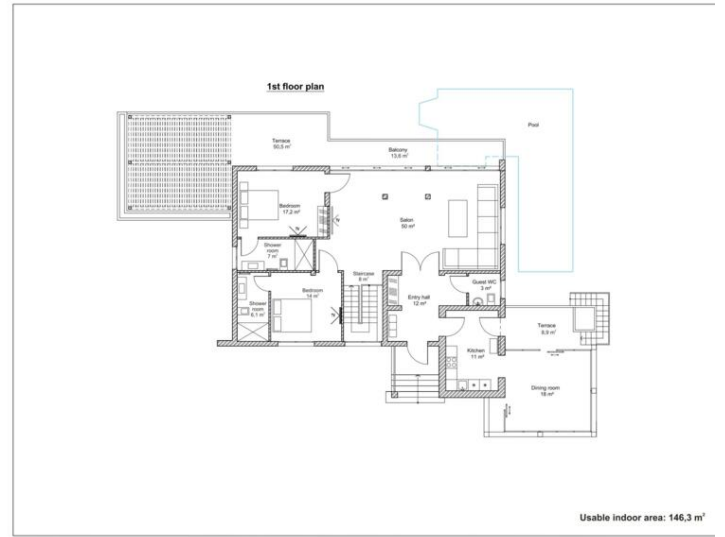 1st floor plan
Pool
Terrace
50,5 m²
Balcony
13,6 m²
Bedroom
17,2 m²
Salon
50 m²
Shower
room
7 m²
Staircase
6 m²
Guest WC
3 m²
Bedroom
14 m²
Shower
room
6,1 m²
Entry hall
12 m²
Terrace
6,9 m²
Kitchen
11 m²
Dining room
16 m²
Usable indoor area: 146,3 m²